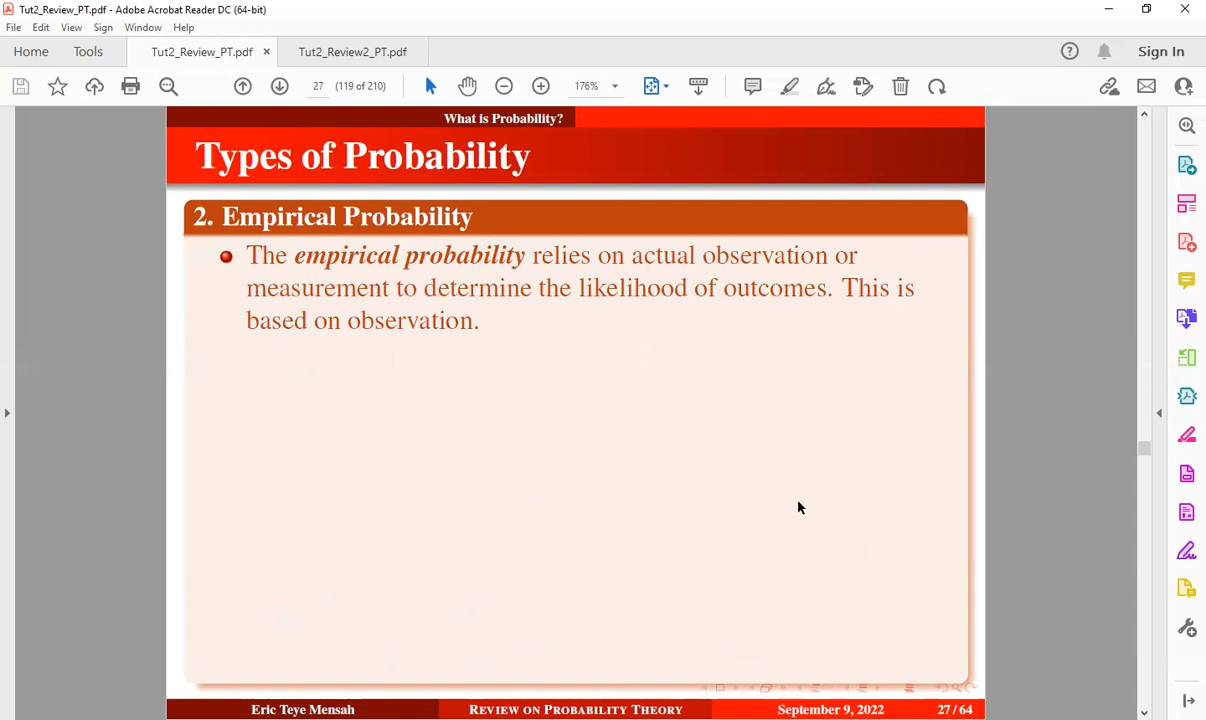 Tut2_Review_PT.pdf - Adobe Acrobat Reader DC (64-bit)
File Edit View Sign Window Help
Home Tools Tut2_Review_PT.pdf × Tut2_Review2_PT.pdf Sign In
27 (119 of 210) 176%
What is Probability?
Types of Probability
2. Empirical Probability
The empirical probability relies on actual observation or
measurement to determine the likelihood of outcomes. This is
based on observation.
Eric Teye Mensah REVIEW ON PROBABILITY THEORY September 9, 2022 27/64